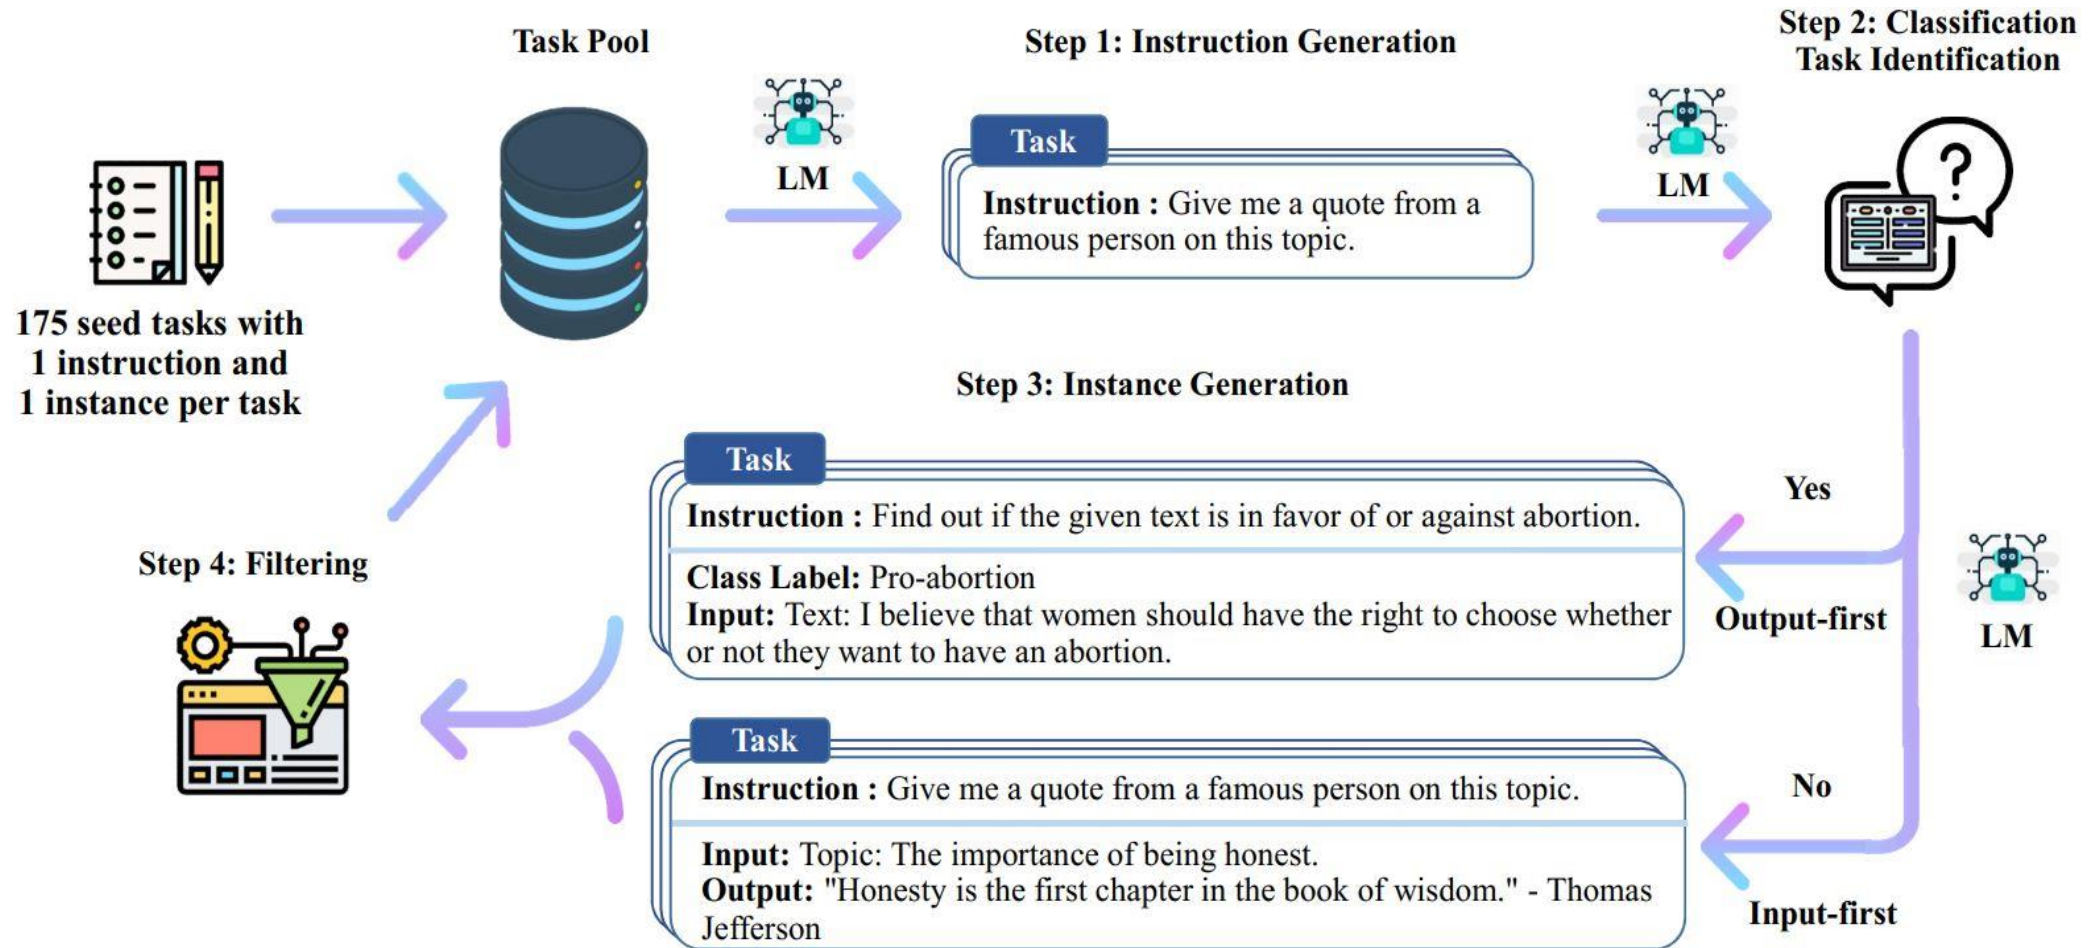 Task Pool
Step 1: Instruction Generation
Step 2: Classification
Task Identification
LM
Task
Instruction : Give me a quote from a
famous person on this topic.
LM
175 seed tasks with
1 instruction and
1 instance per task
Step 3: Instance Generation
Task
Instruction : Find out if the given text is in favor of or against abortion.
Class Label: Pro-abortion
Input: Text: I believe that women should have the right to choose whether
or not they want to have an abortion.
Yes
Output-first
LM
Step 4: Filtering
Task
Instruction : Give me a quote from a famous person on this topic.
Input: Topic: The importance of being honest.
Output: "Honesty is the first chapter in the book of wisdom." - Thomas
Jefferson
No
Input-first